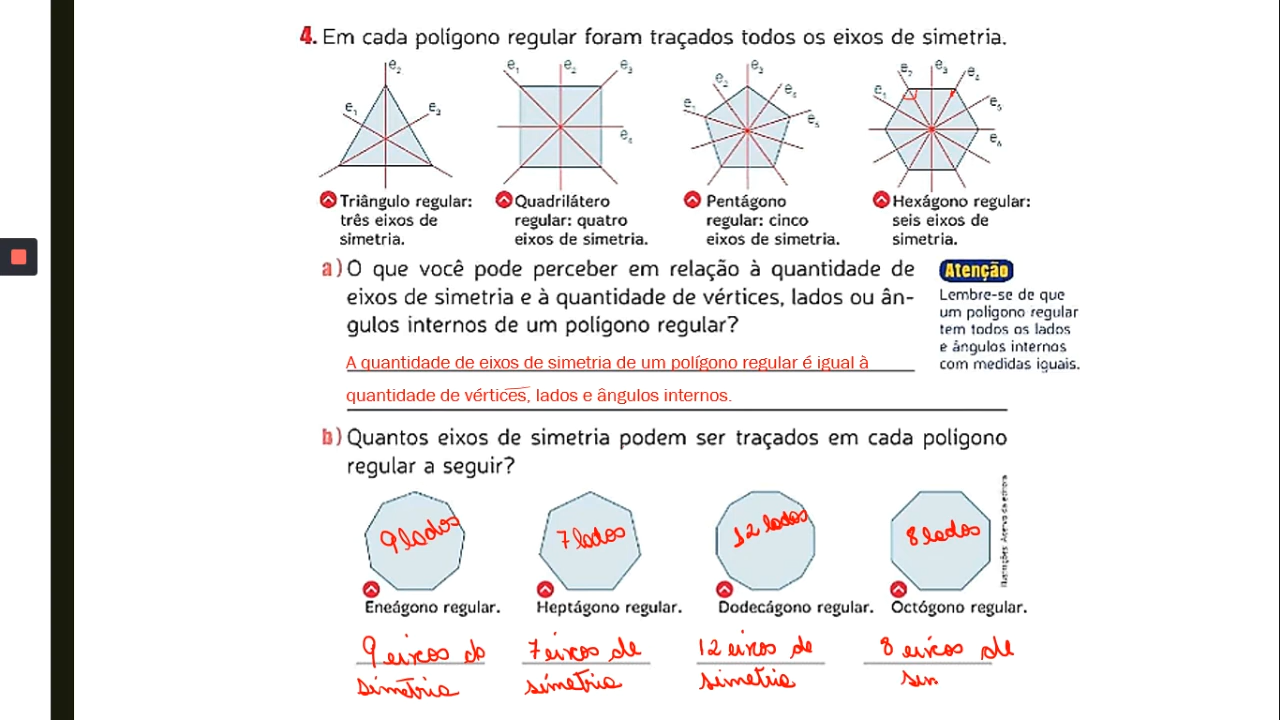 4. Em cada polígono regular foram traçados todos os eixos de simetria.
e₂
e₁
e₃
e₁
e₂
e₃
e₄
e₃
e₂
e₄
e₁
e₅
e₂
e₃
e₄
e₁
e₅
e₆
Triângulo regular:
três eixos de
simetria.
Quadrilátero
regular: quatro
eixos de simetria.
Pentágono
regular: cinco
eixos de simetria.
Hexágono regular:
seis eixos de
simetria.
a) O que você pode perceber em relação à quantidade de
eixos de simetria e à quantidade de vértices, lados ou ân-
gulos internos de um polígono regular?
A quantidade de eixos de simetria de um polígono regular é igual à
quantidade de vértices, lados e ângulos internos.
Atenção
Lembre-se de que
um polígono regular
tem todos os lados
e ângulos internos
com medidas iguais.
b) Quantos eixos de simetria podem ser traçados em cada polígono
regular a seguir?
9 lados
7 lados
12 lados
8 lados
Ilustrações: Acervo da editora
Eneágono regular.
Heptágono regular.
Dodecágono regular.
Octógono regular.
9 eixos de
simetria
7 eixos de
simetria
12 eixos de
simetria
8 eixos de
sim